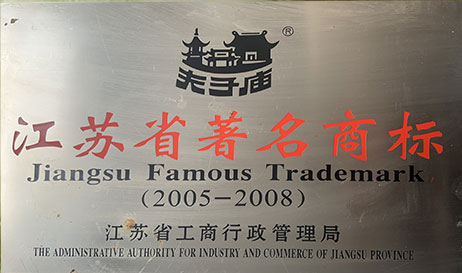 ®
夫子庙
江苏省著名商标
Jiangsu Famous Trademark
(2005-2008)
江苏省工商行政管理局
THE ADMINISTRATIVE AUTHORITY FOR INDUSTRY AND COMMERCE OF JIANGSU PROVINCE